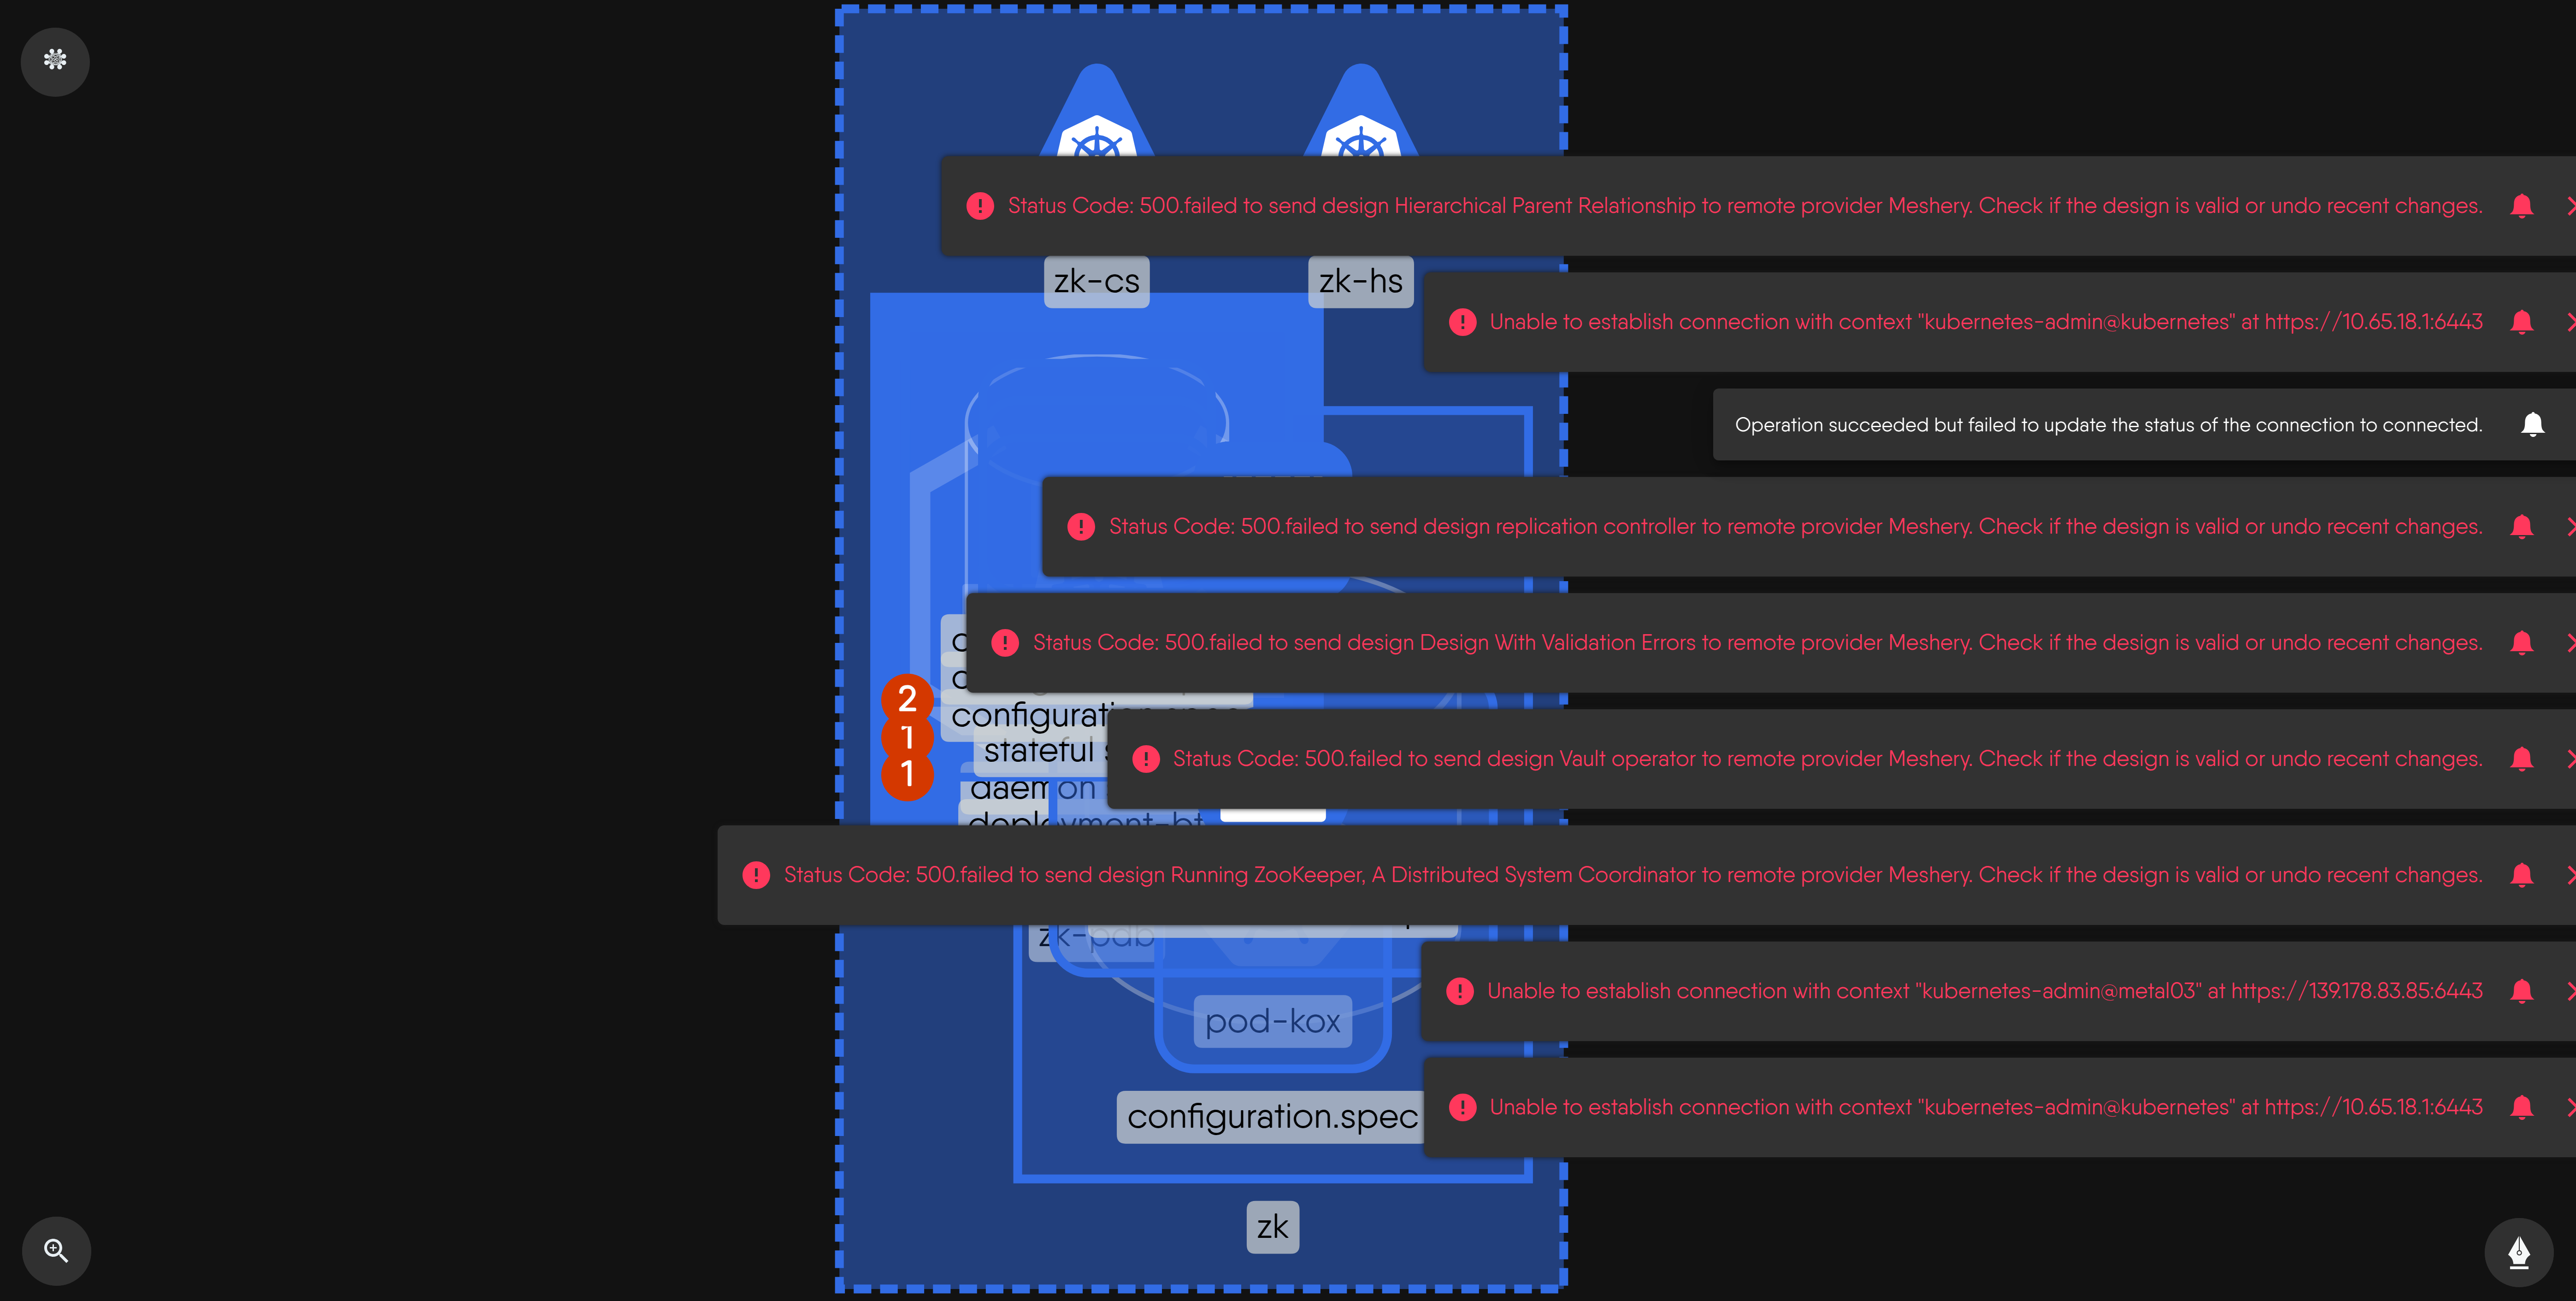 Status Code: 500.failed to send design Hierarchical Parent Relationship to remote provider Meshery. Check if the design is valid or undo recent changes.
zk-cs
zk-hs
Unable to establish connection with context "kubernetes-admin@kubernetes" at https://10.65.18.1:6443
Operation succeeded but failed to update the status of the connection to connected.
Status Code: 500.failed to send design replication controller to remote provider Meshery. Check if the design is valid or undo recent changes.
Status Code: 500.failed to send design Design With Validation Errors to remote provider Meshery. Check if the design is valid or undo recent changes.
2
configuration.spec
1
stateful s
Status Code: 500.failed to send design Vault operator to remote provider Meshery. Check if the design is valid or undo recent changes.
1
daemon
deployment-bt
Status Code: 500.failed to send design Running ZooKeeper, A Distributed System Coordinator to remote provider Meshery. Check if the design is valid or undo recent changes.
zk-pdb
Unable to establish connection with context "kubernetes-admin@metal03" at https://139.178.83.85:6443
pod-kox
Unable to establish connection with context "kubernetes-admin@kubernetes" at https://10.65.18.1:6443
configuration.spec
zk